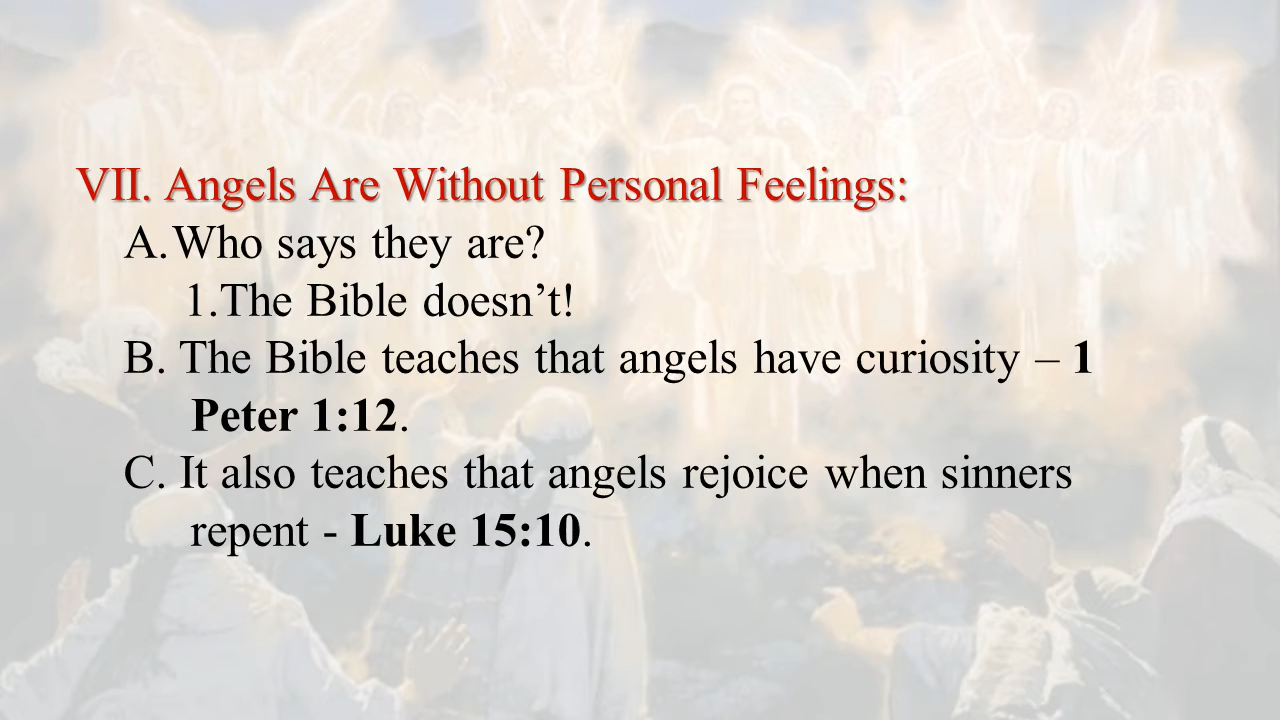 VII. Angels Are Without Personal Feelings:
A. Who says they are?
1.The Bible doesn’t!
B. The Bible teaches that angels have curiosity – 1
Peter 1:12.
C. It also teaches that angels rejoice when sinners
repent - Luke 15:10.